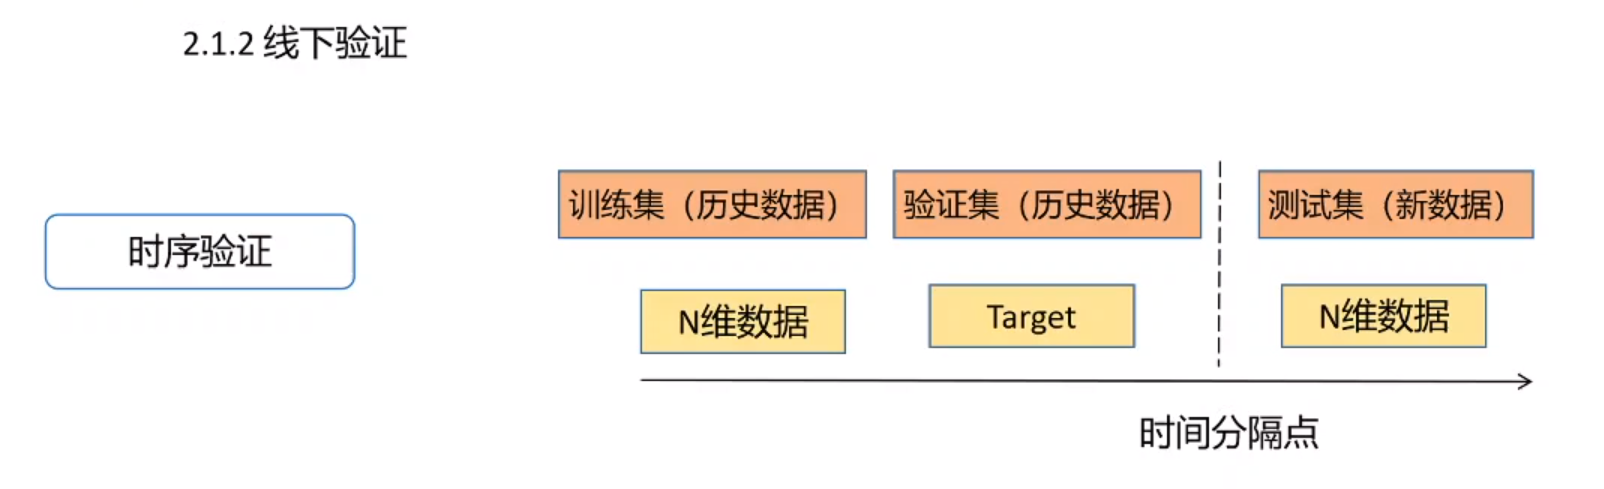 2.1.2 线下验证
时序验证
训练集（历史数据）
验证集（历史数据）
测试集（新数据）
N维数据
Target
N维数据
时间分隔点